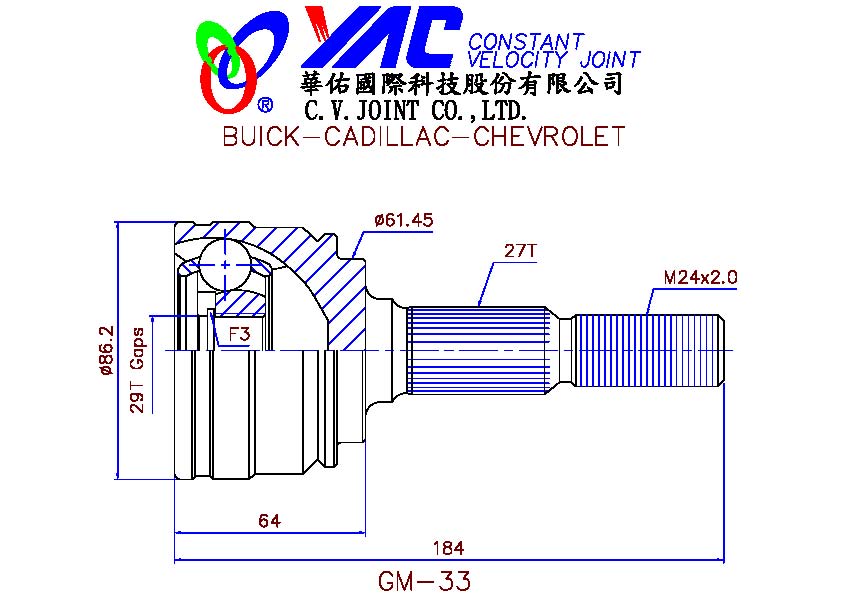 YAC CONSTANT
VELOCITY JOINT
®
華佑國際科技股份有限公司
C.V.JOINT CO.,LTD.
BUICK-CADILLAC-CHEVROLET
ø61.45
27T
M24x2.0
F3
ø86.2
29T Gaps
64
184
GM-33